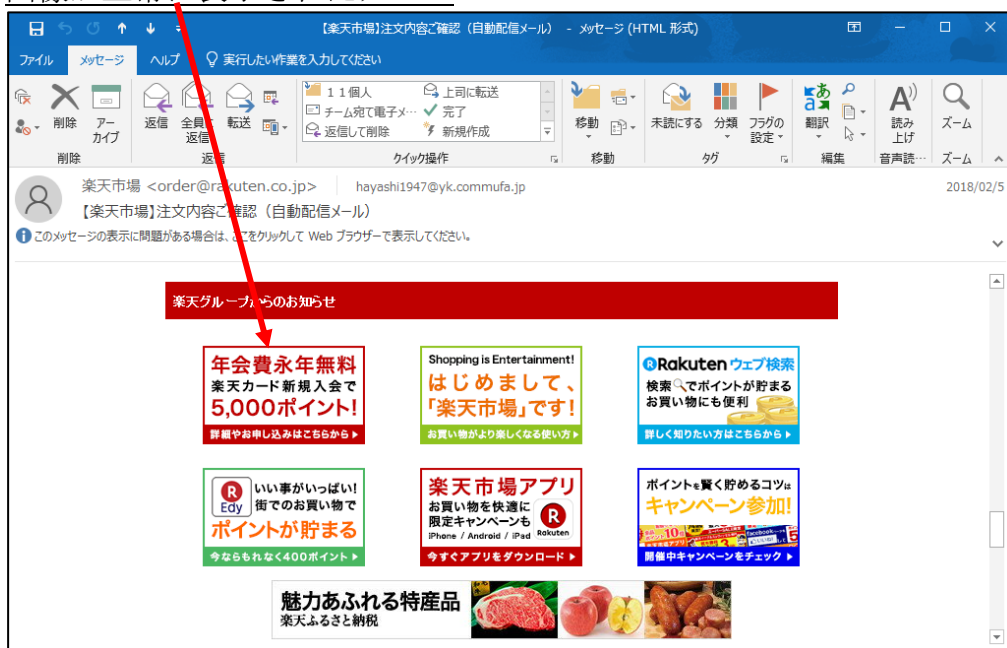 【楽天市場】注文内容ご確認（自動配信メール） - メッセージ (HTML 形式)
ファイル メッセージ ヘルプ 実行したい作業を入力してください
削除 アーカイブ 返信 全員に返信 転送
11個人 上司に転送
チーム宛て電子メ… 完了
返信して削除 新規作成
移動 未読にする 分類 フラグの設定 翻訳 読み上げ ズーム
削除 返信 クイック操作 移動 タグ 編集 音声読… ズーム
楽天市場 <order@rakuten.co.jp> hayashi1947@yk.commufa.jp 2018/02/5
【楽天市場】注文内容ご確認（自動配信メール）
このメッセージの表示に問題がある場合は、ここをクリックして Web ブラウザーで表示してください。
楽天グループからのお知らせ
年会費永年無料
楽天カード新規入会で
5,000ポイント!
詳細やお申し込みはこちらから
Shopping is Entertainment!
はじめまして、
「楽天市場」です!
お買い物がより楽しくなる使い方
Rakuten ウェブ検索
検索でポイントが貯まる
お買い物にも便利
詳しく知りたい方はこちらから
R Edy
いい事がいっぱい!
街でのお買い物で
ポイントが貯まる
今ならもれなく400ポイント
楽天市場アプリ
お買い物を快適に
限定キャンペーンも
iPhone / Android / iPad
R Rakuten
今すぐアプリをダウンロード
ポイントを賢く貯めるコツは
キャンペーン参加!
開催中キャンペーンをチェック
魅力あふれる特産品
楽天ふるさと納税